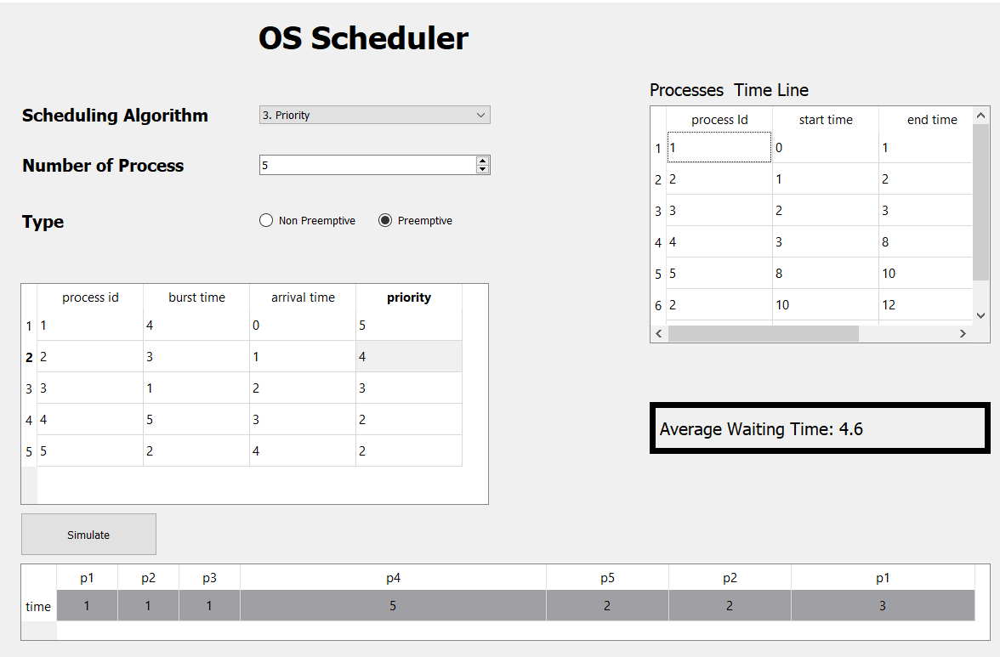 OS Scheduler
Scheduling Algorithm 3. Priority
Number of Process 5
Type Non Preemptive Preemptive
process id burst time arrival time priority
1 1 4 0 5
2 2 3 1 4
3 3 1 2 3
4 4 5 3 2
5 5 2 4 2
Simulate
Processes Time Line
process Id start time end time
1 1 0 1
2 2 1 2
3 3 2 3
4 4 3 8
5 5 8 10
6 2 10 12
Average Waiting Time: 4.6
p1 p2 p3 p4 p5 p2 p1
time 1 1 1 5 2 2 3